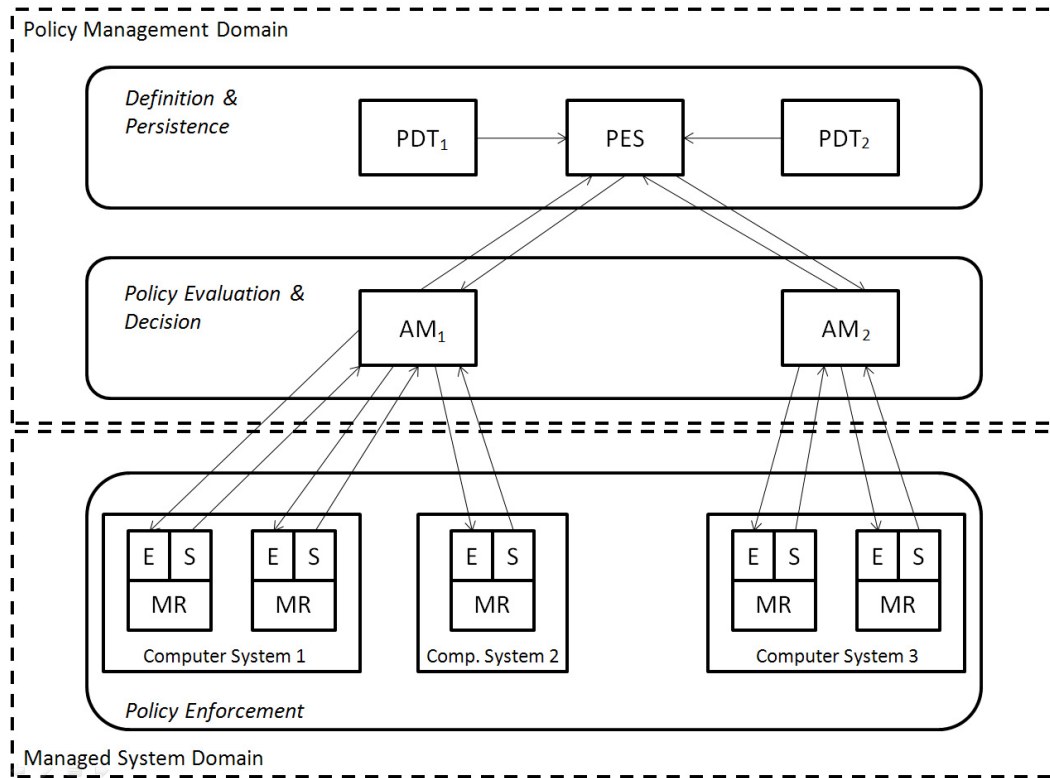 Policy Management Domain
Definition &
Persistence
PDT₁
PES
PDT₂
Policy Evaluation &
Decision
AM₁
AM₂
E S
MR
E S
MR
Computer System 1
E S
MR
Comp. System 2
E S
MR
E S
MR
Computer System 3
Policy Enforcement
Managed System Domain